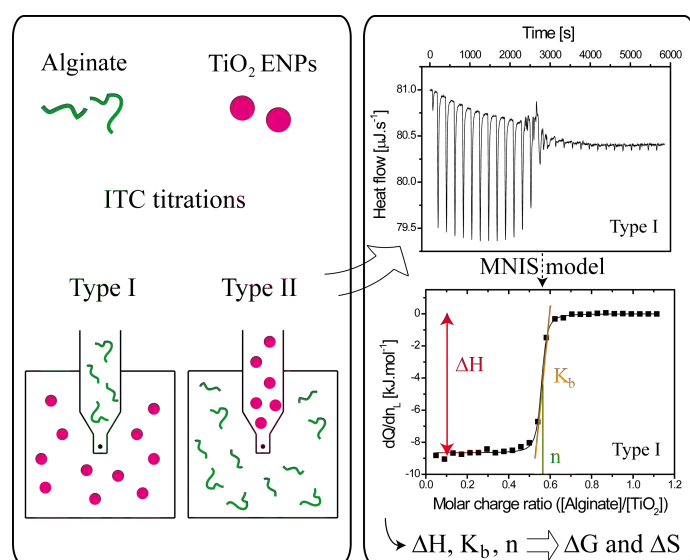 Alginate
TiO₂ ENPs
ITC titrations
Type I
Type II
Time [s]
0 1000 2000 3000 4000 5000 6000
81.0
80.5
80.0
79.5
Heat flow [µJ.s⁻¹]
Type I
MNIS model
0
-2
-4
-6
-8
-10
dQ/dn_L [kJ.mol⁻¹]
ΔH
K_b
n
Type I
0.0 0.2 0.4 0.6 0.8 1.0 1.2
Molar charge ratio ([Alginate]/[TiO₂])
ΔH, K_b, n ⇒ ΔG and ΔS